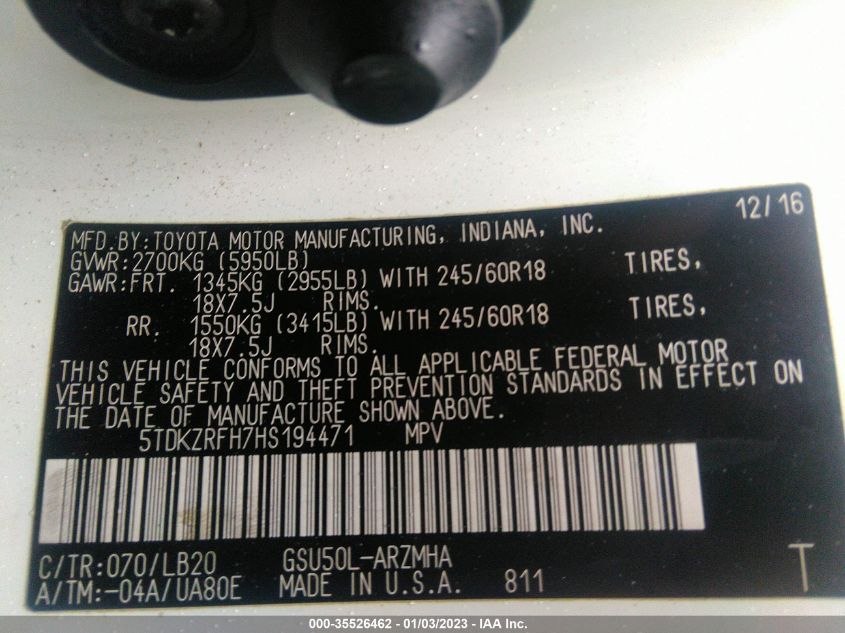 12/16
MFD.BY:TOYOTA MOTOR MANUFACTURING, INDIANA, INC.
GVWR:2700KG (5950LB)
GAWR:FRT. 1345KG (2955LB) WITH 245/60R18 TIRES,
18X7.5J RIMS.
RR. 1550KG (3415LB) WITH 245/60R18 TIRES,
18X7.5J RIMS.
THIS VEHICLE CONFORMS TO ALL APPLICABLE FEDERAL MOTOR
VEHICLE SAFETY AND THEFT PREVENTION STANDARDS IN EFFECT ON
THE DATE OF MANUFACTURE SHOWN ABOVE.
5TDKZRFH7HS194471 MPV
C/TR:070/LB20 GSU50L-ARZMHA
A/TM:-04A/UA80E MADE IN U.S.A. 811 T
000-35526462 - 01/03/2023 - IAA Inc.